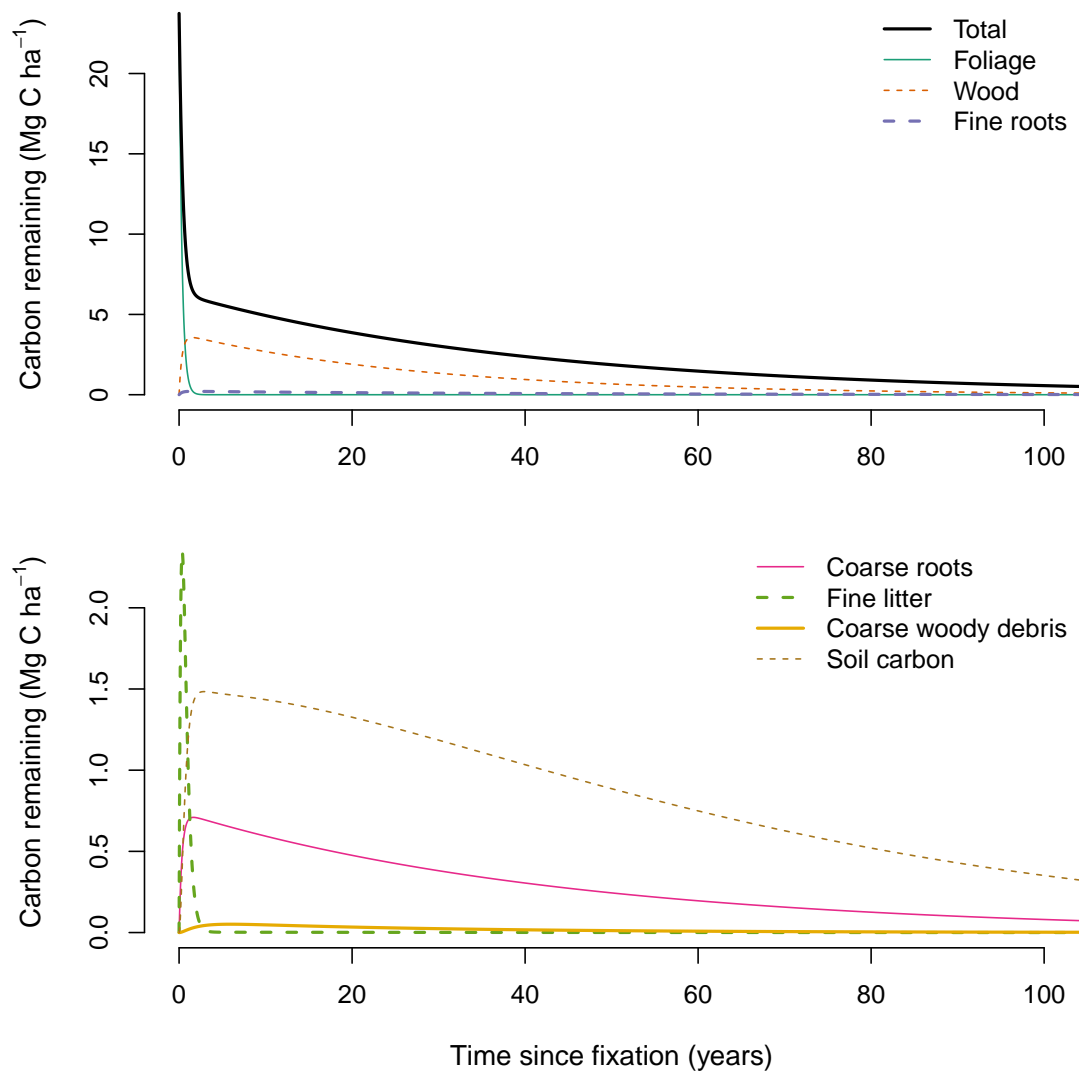 Carbon remaining (Mg C ha⁻¹)
20
15
10
5
0
0 20 40 60 80 100
Total
Foliage
Wood
Fine roots
Carbon remaining (Mg C ha⁻¹)
2.0
1.5
1.0
0.5
0.0
0 20 40 60 80 100
Coarse roots
Fine litter
Coarse woody debris
Soil carbon
Time since fixation (years)